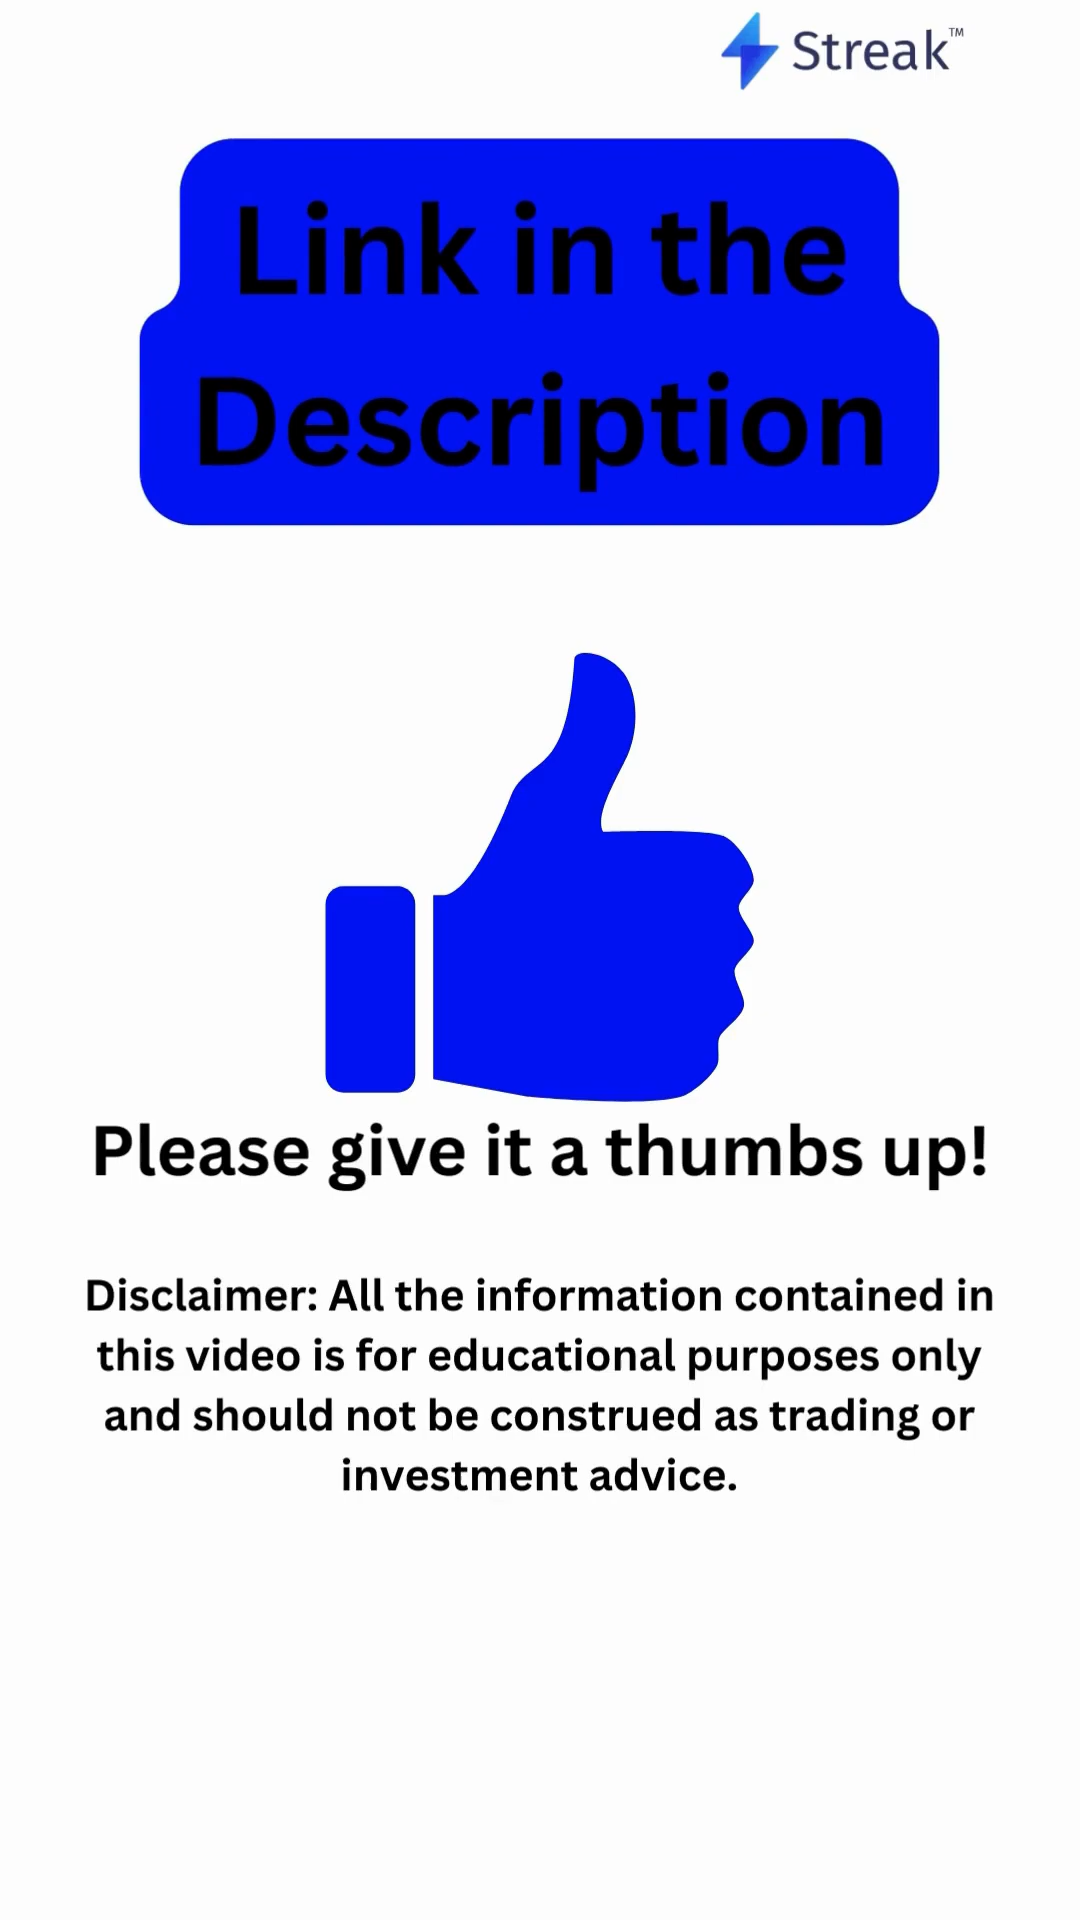 Streak™
Link in the
Description
Please give it a thumbs up!
Disclaimer: All the information contained in
this video is for educational purposes only
and should not be construed as trading or
investment advice.